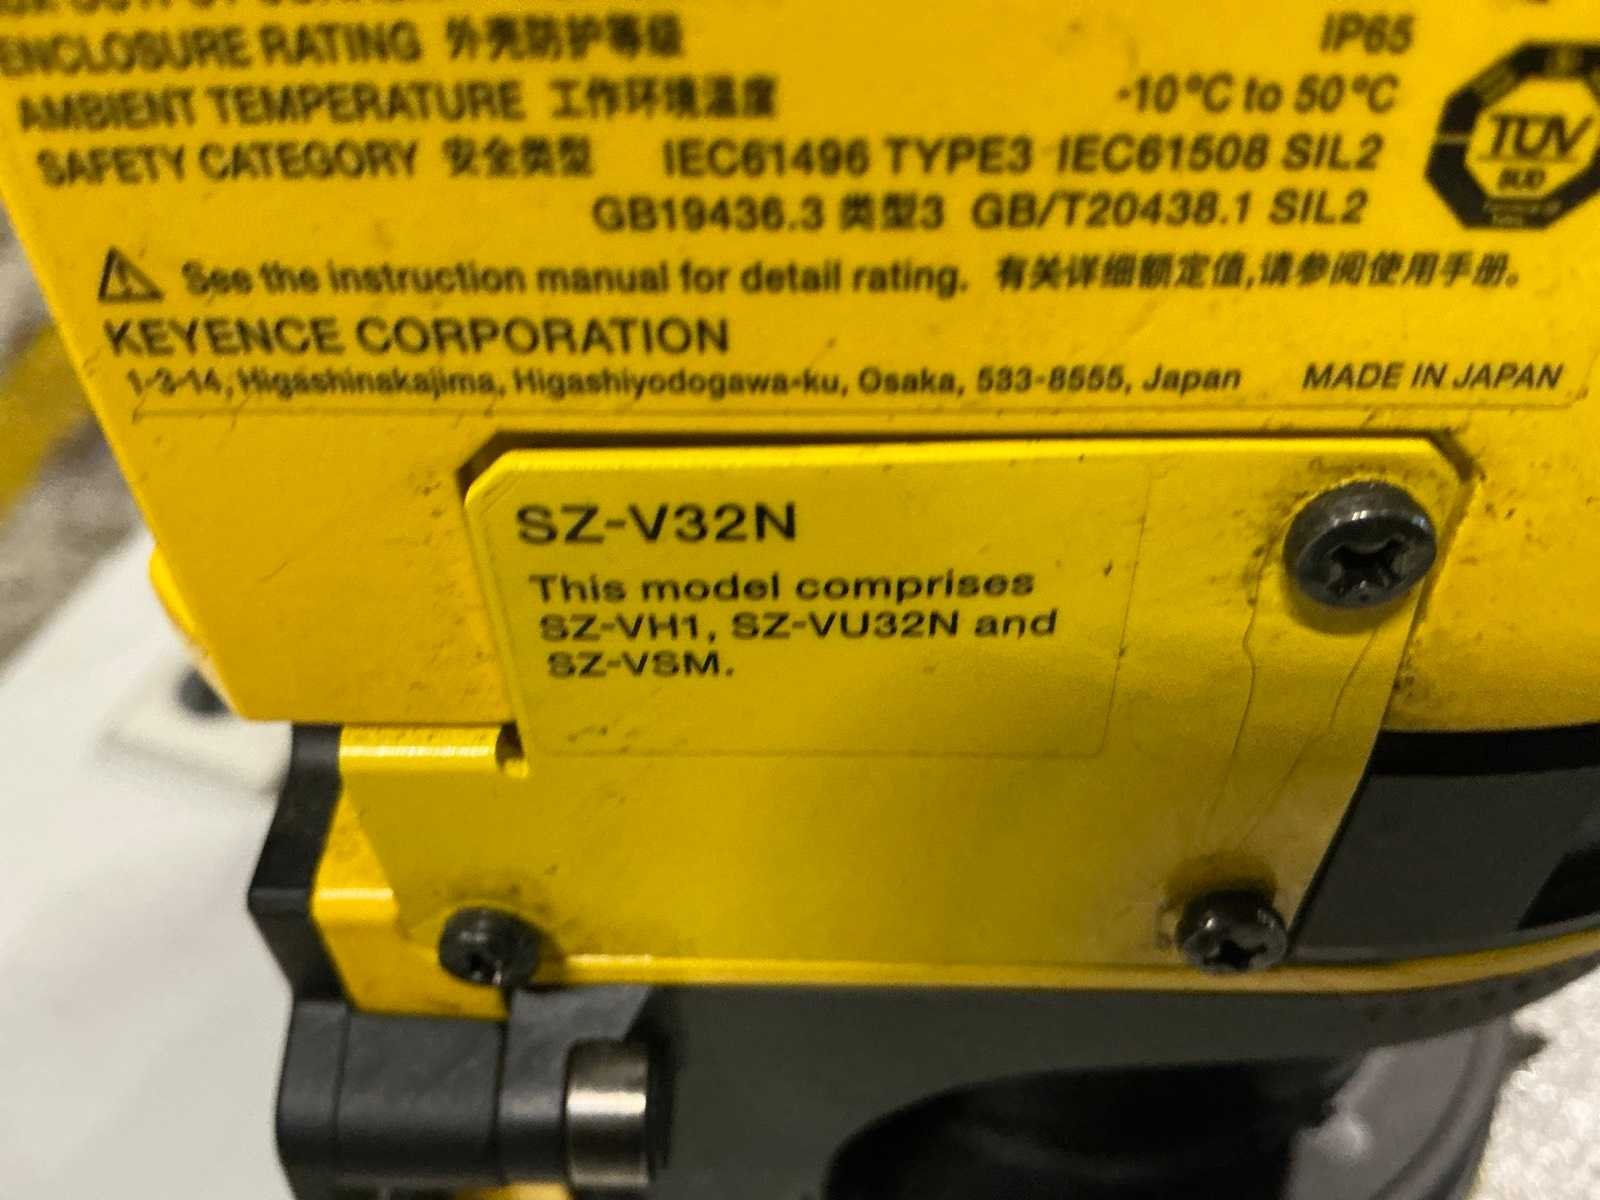 ENCLOSURE RATING 外壳防护等级 IP65
AMBIENT TEMPERATURE 工作环境温度 -10°C to 50°C
SAFETY CATEGORY 安全类型 IEC61496 TYPE3 IEC61508 SIL2
GB19436.3 类型3 GB/T20438.1 SIL2
TÜV
SÜD
See the instruction manual for detail rating. 有关详细额定值,请参阅使用手册。
KEYENCE CORPORATION
1-3-14, Higashinakajima, Higashiyodogawa-ku, Osaka, 533-8555, Japan MADE IN JAPAN
SZ-V32N
This model comprises
SZ-VH1, SZ-VU32N and
SZ-VSM.